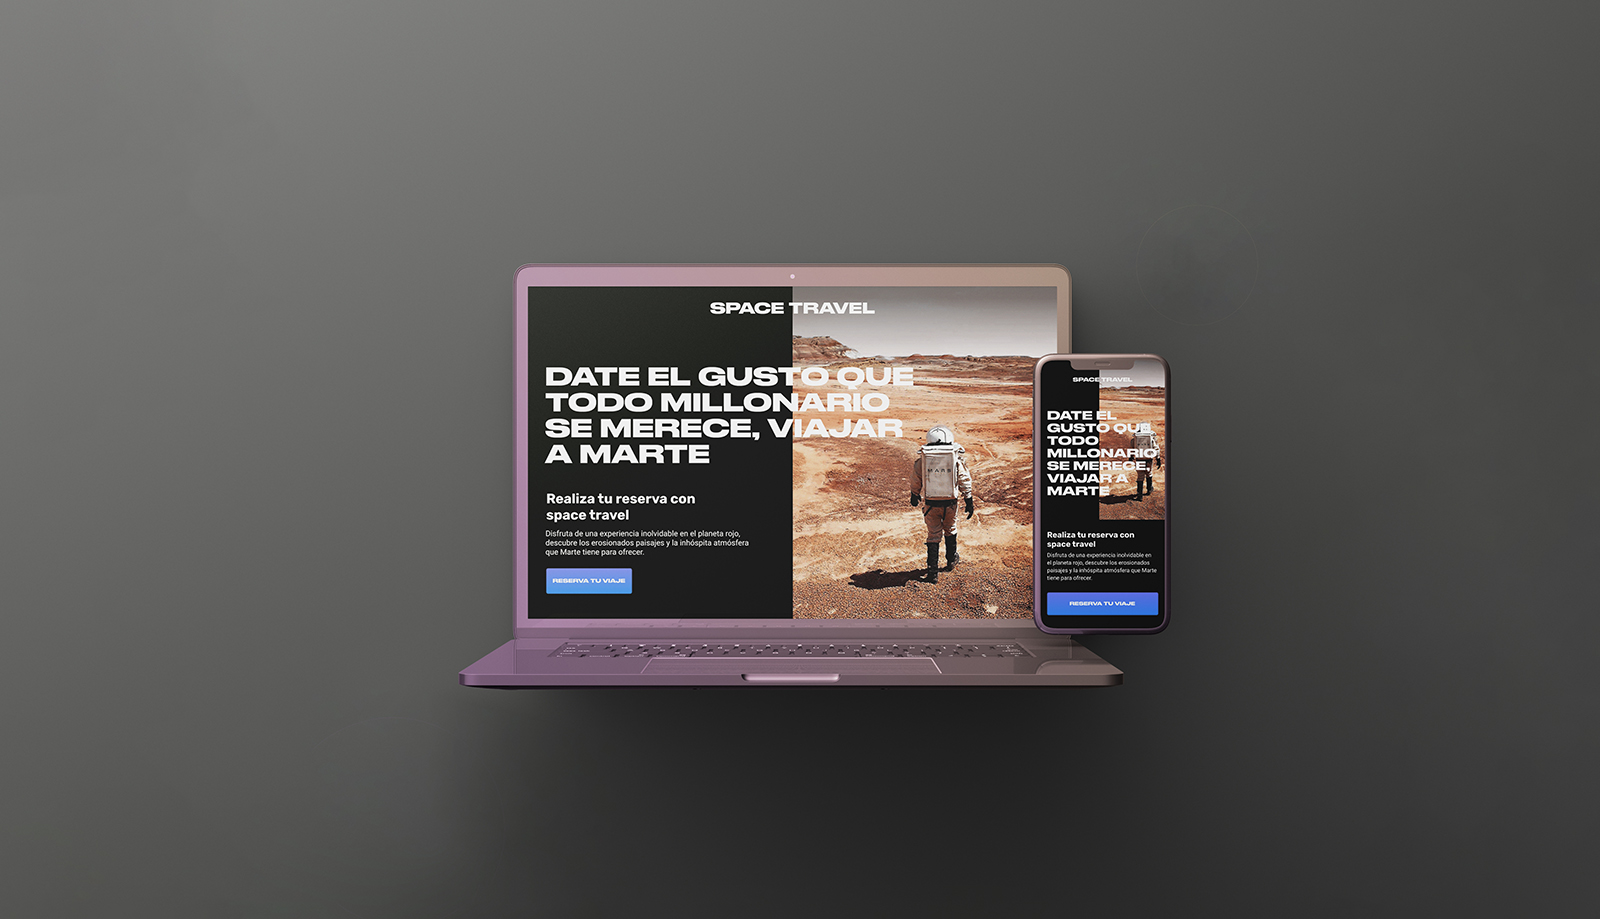 SPACE TRAVEL
DATE EL GUSTO QUE
TODO MILLONARIO
SE MERECE, VIAJAR
A MARTE
MARS
Realiza tu reserva con
space travel
Disfruta de una experiencia inolvidable en el planeta rojo,
descubre los erosionados paisajes y la inhóspita atmósfera
que Marte tiene para ofrecer.
RESERVA TU VIAJE
SPACE TRAVEL
DATE EL
GUSTO QUE
TODO
MILLONARIO
SE MERECE,
VIAJAR A
MARTE
Realiza tu reserva con
space travel
Disfruta de una experiencia inolvidable en
el planeta rojo, descubre los erosionados
paisajes y la inhóspita atmósfera que Marte
tiene para ofrecer.
RESERVA TU VIAJE